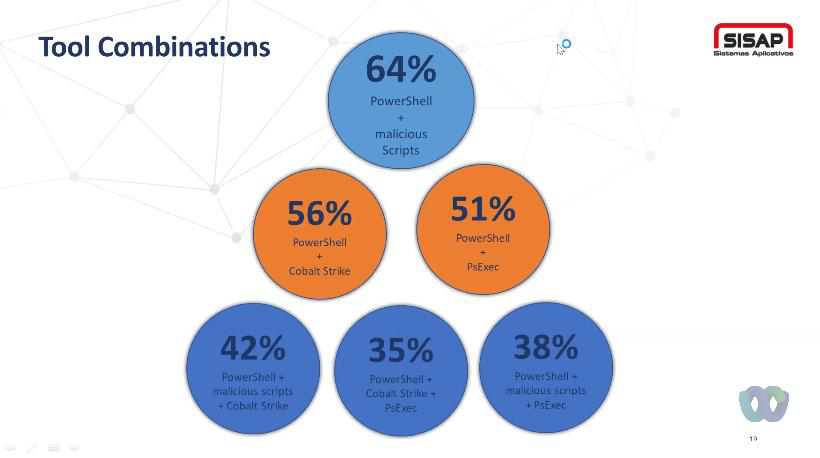 Tool Combinations
SISAP
Sistemas Aplicativos
64%
PowerShell
+
malicious
Scripts
56%
PowerShell
+
Cobalt Strike
51%
PowerShell
+
PsExec
42%
PowerShell +
malicious scripts
+ Cobalt Strike
35%
PowerShell +
Cobalt Strike +
PsExec
38%
PowerShell +
malicious scripts
+ PsExec
19